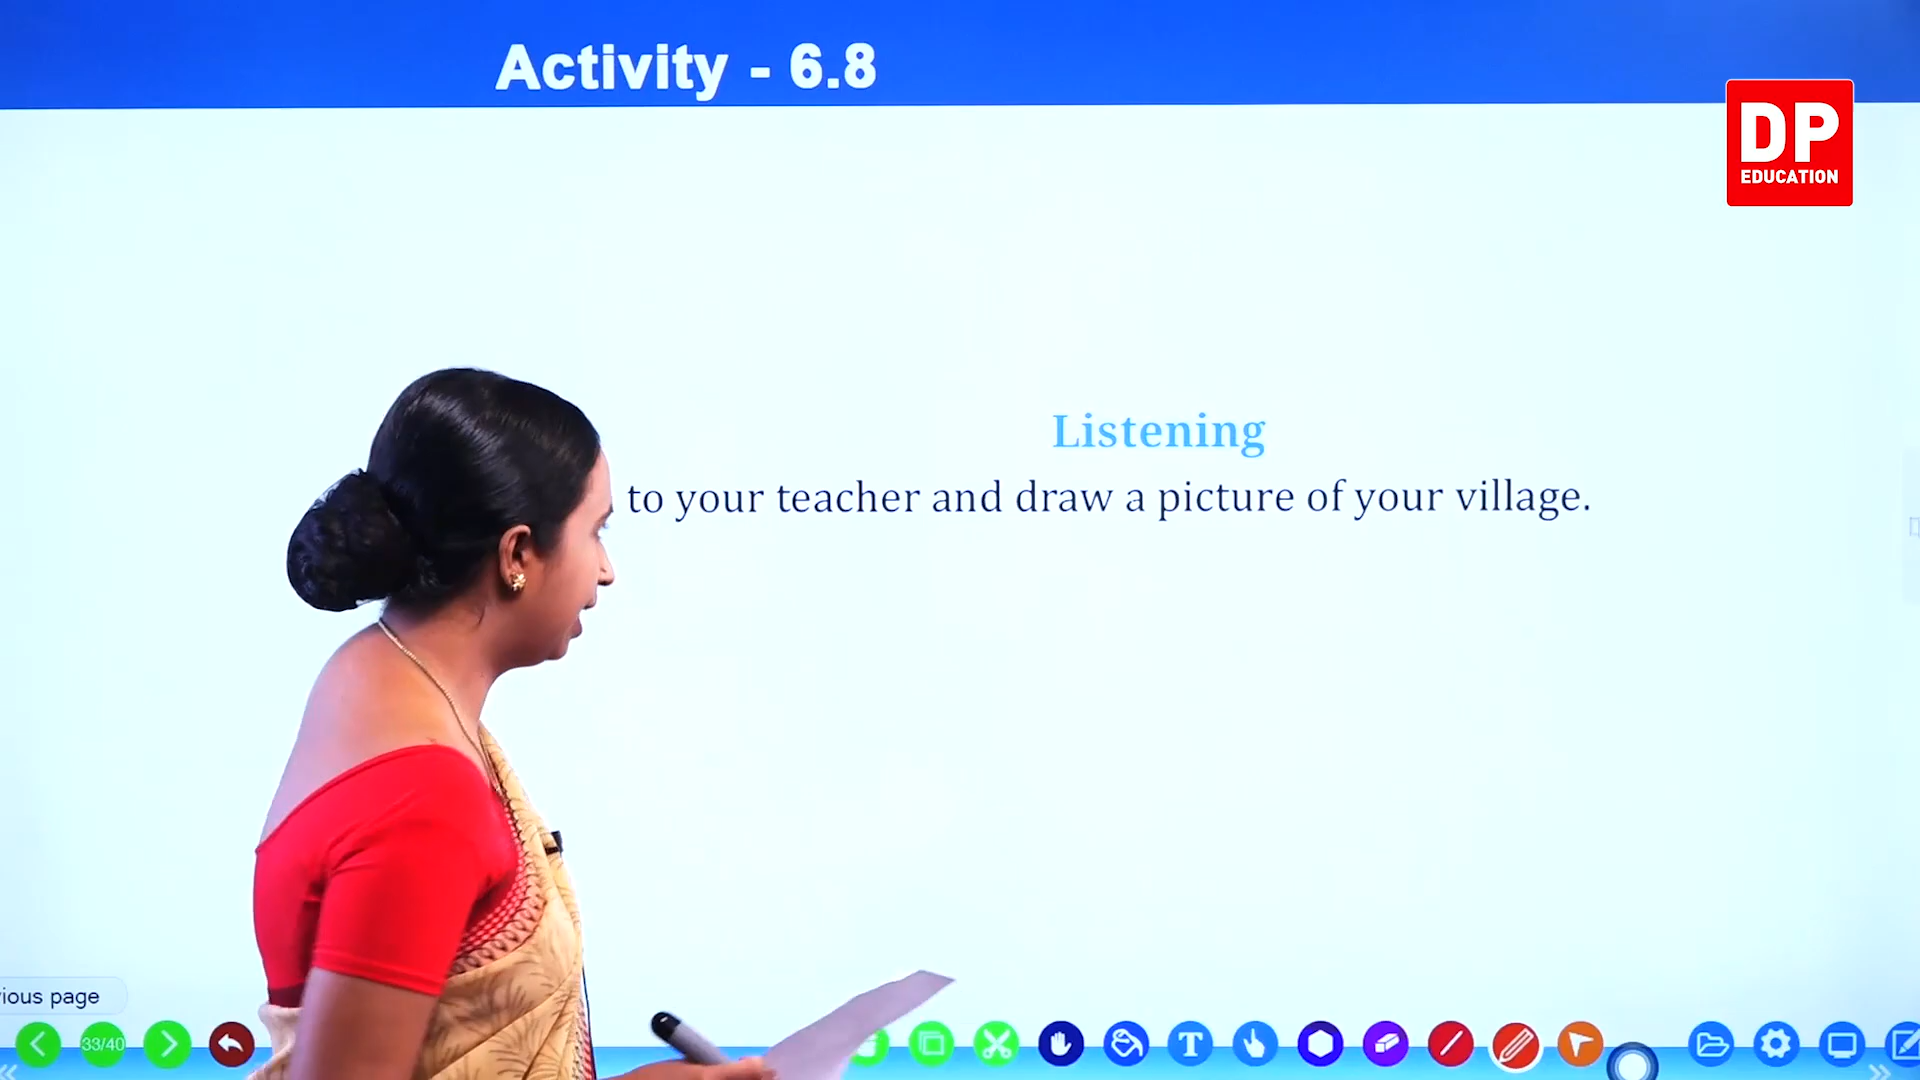 Activity - 6.8
DP
EDUCATION
Listening
to your teacher and draw a picture of your village.
ious page
33/40
T